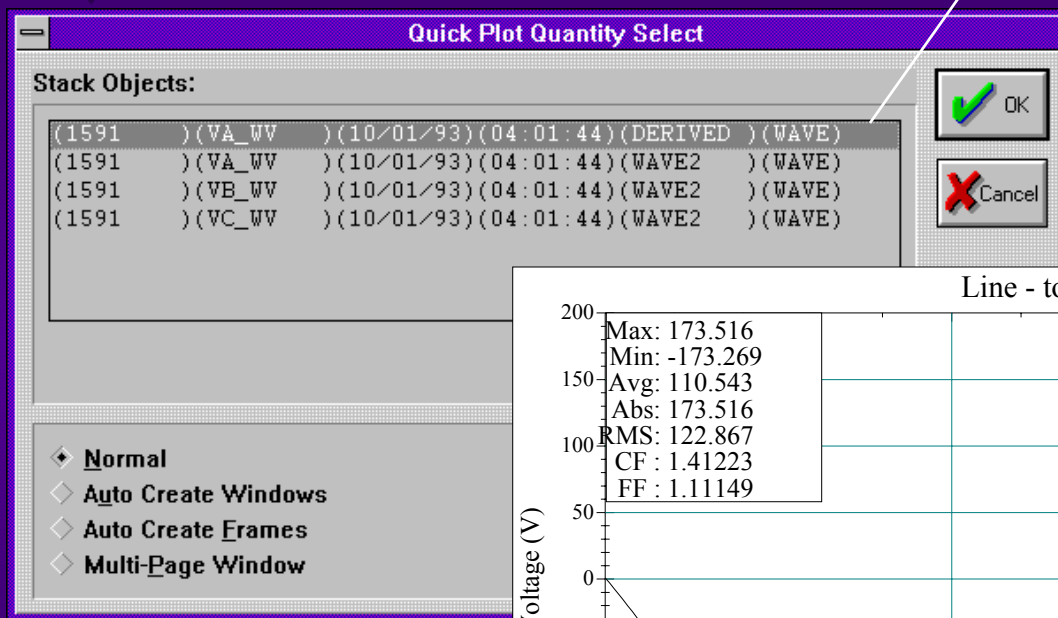 Quick Plot Quantity Select
Stack Objects:
(1591 )(VA_WV )(10/01/93)(04:01:44)(DERIVED )(WAVE)
(1591 )(VA_WV )(10/01/93)(04:01:44)(WAVE2 )(WAVE)
(1591 )(VB_WV )(10/01/93)(04:01:44)(WAVE2 )(WAVE)
(1591 )(VC_WV )(10/01/93)(04:01:44)(WAVE2 )(WAVE)
OK
Cancel
Normal
Auto Create Windows
Auto Create Frames
Multi-Page Window
Line - to
200
150
100
50
0
Max: 173.516
Min: -173.269
Avg: 110.543
Abs: 173.516
RMS: 122.867
CF : 1.41223
FF : 1.11149
oltage (V)